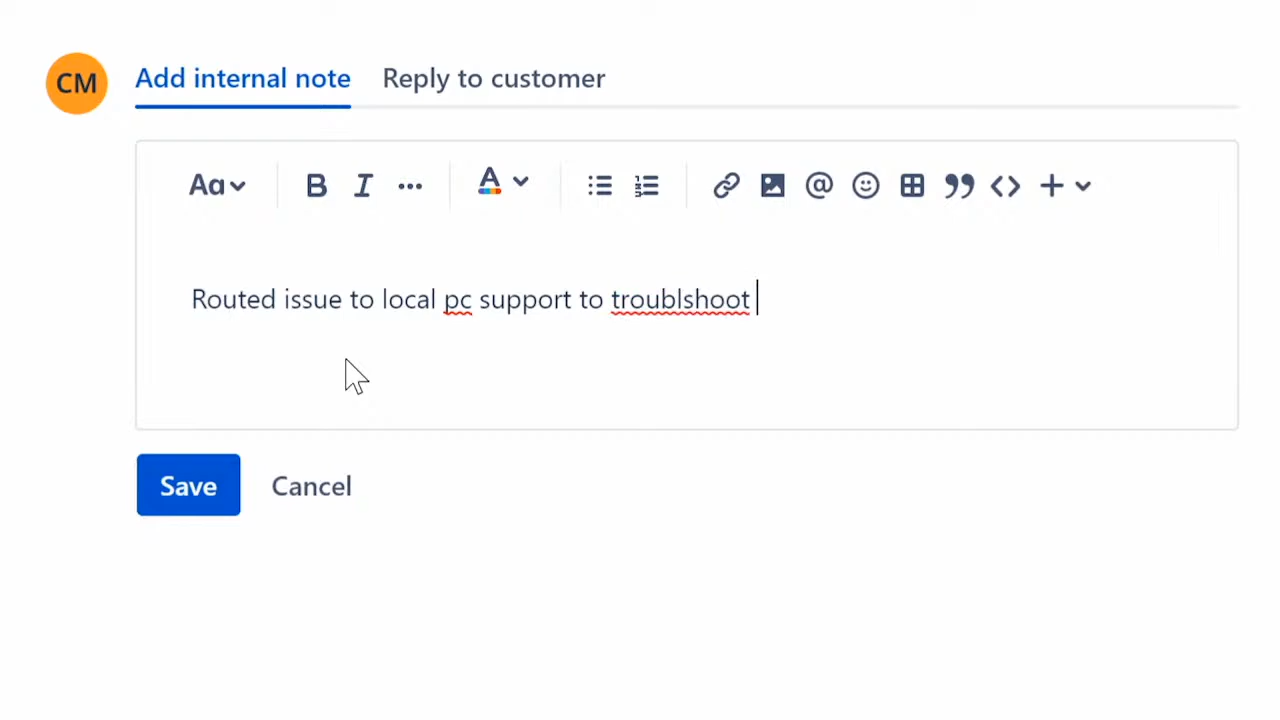 CM Add internal note Reply to customer
Aa B I ... A @ + 
Routed issue to local pc support to troublshoot
Save Cancel